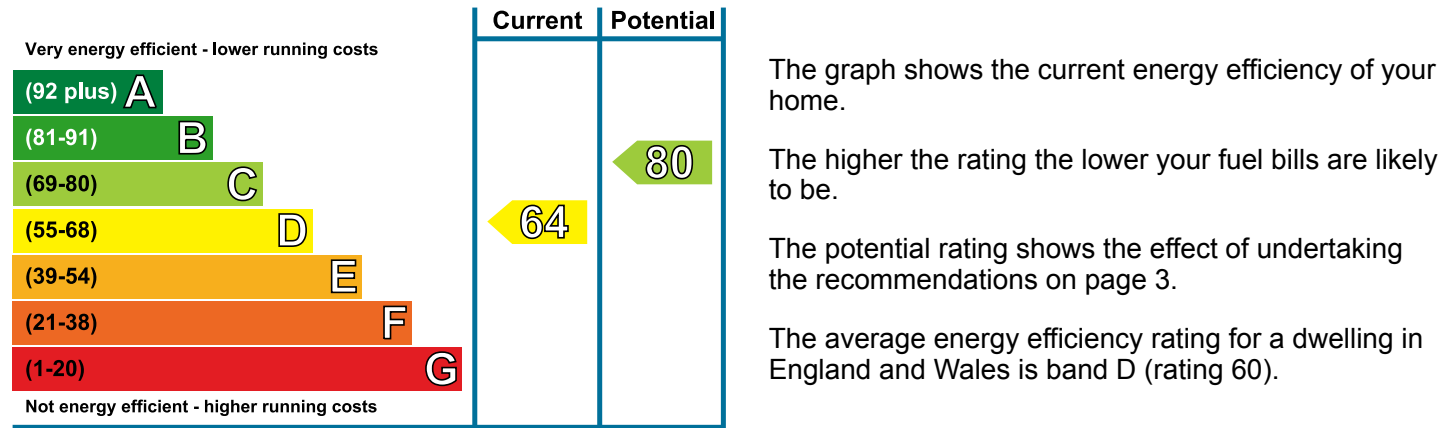 Current Potential
Very energy efficient - lower running costs
(92 plus) A
(81-91) B
(69-80) C
(55-68) D
(39-54) E
(21-38) F
(1-20) G
Not energy efficient - higher running costs
64
80
The graph shows the current energy efficiency of your
home.
The higher the rating the lower your fuel bills are likely
to be.
The potential rating shows the effect of undertaking
the recommendations on page 3.
The average energy efficiency rating for a dwelling in
England and Wales is band D (rating 60).